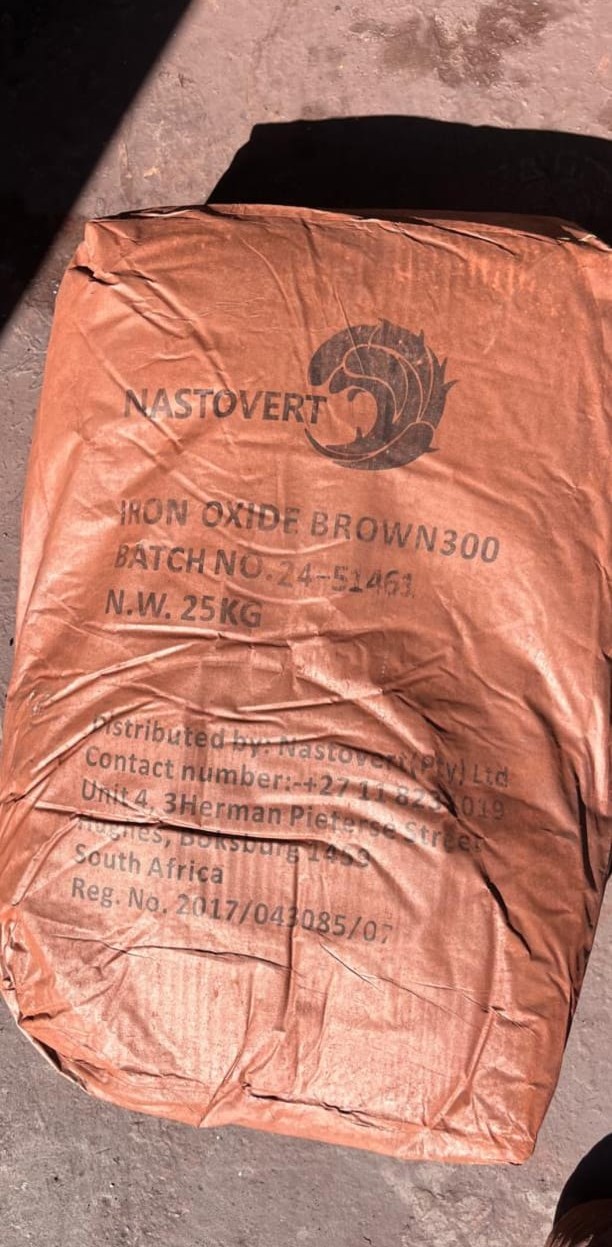 NASTOVERT
IRON OXIDE BROWN300
BATCH NO. 24-51461
N.W. 25KG
Distributed by: Nastovert (Pty) Ltd
Contact number:-+27 11 823 019
Unit 4, 3Herman Pieterse Street
Hughes, Boksburg 1459
South Africa
Reg. No. 2017/043085/07